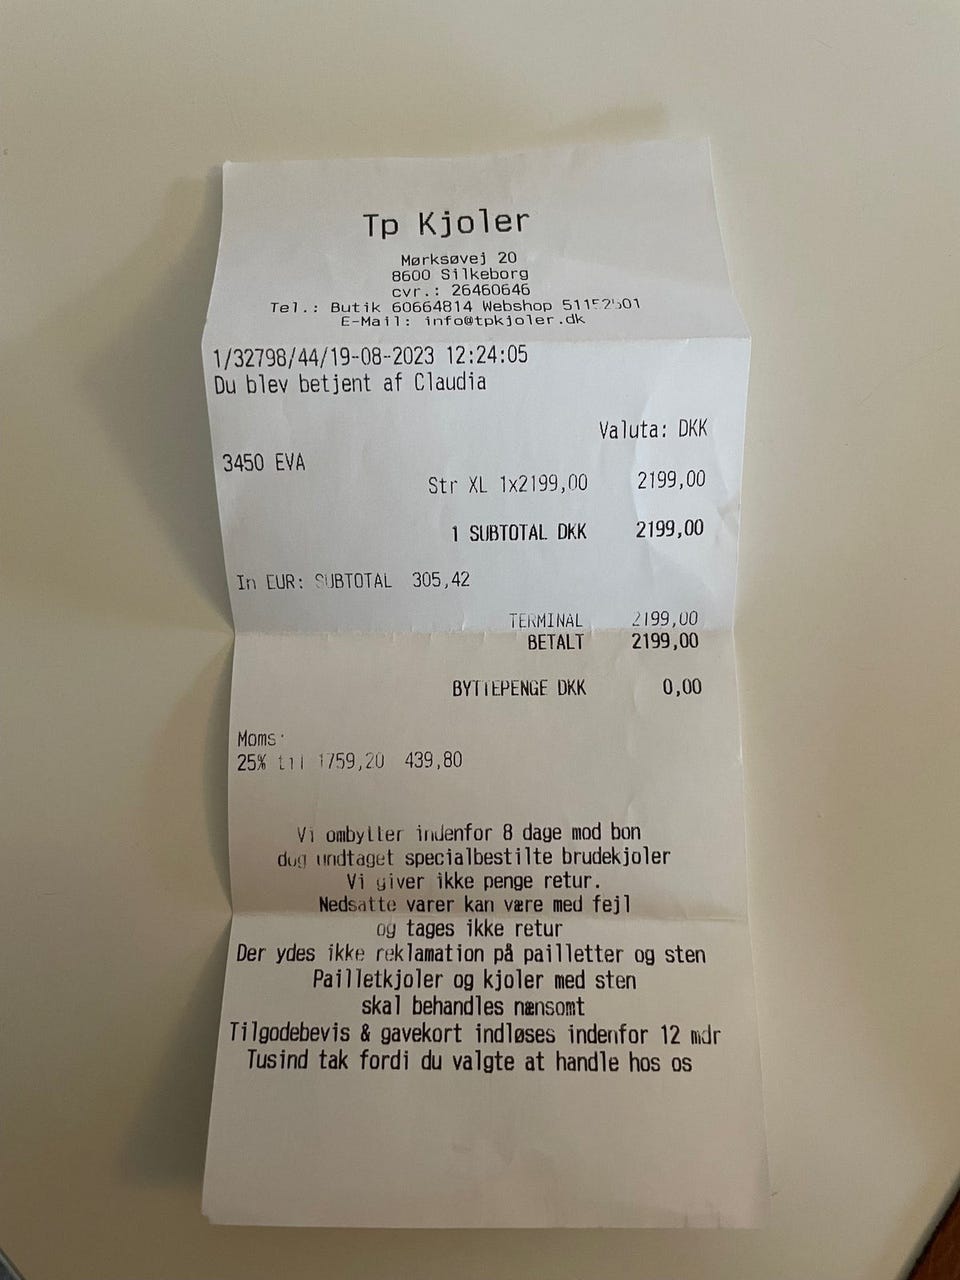 Tp Kjoler
Mørksøvej 20
8600 Silkeborg
cvr.: 26460646
Tel.: Butik 60664814 Webshop 51152501
E-Mail: info@tpkjoler.dk
1/32798/44/19-08-2023 12:24:05
Du blev betjent af Claudia
Valuta: DKK
3450 EVA
Str XL 1x2199,00 2199,00
1 SUBTOTAL DKK 2199,00
In EUR: SUBTOTAL 305,42
TERMINAL 2199,00
BETALT 2199,00
BYTTEPENGE DKK 0,00
Moms:
25% til 1759,20 439,80
Vi ombytter indenfor 8 dage mod bon
dog undtaget specialbestilte brudekjoler
Vi giver ikke penge retur.
Nedsatte varer kan være med fejl
og tages ikke retur
Der ydes ikke reklamation på pailletter og sten
Pailletkjoler og kjoler med sten
skal behandles nænsomt
Tilgodebevis & gavekort indløses indenfor 12 mdr
Tusind tak fordi du valgte at handle hos os